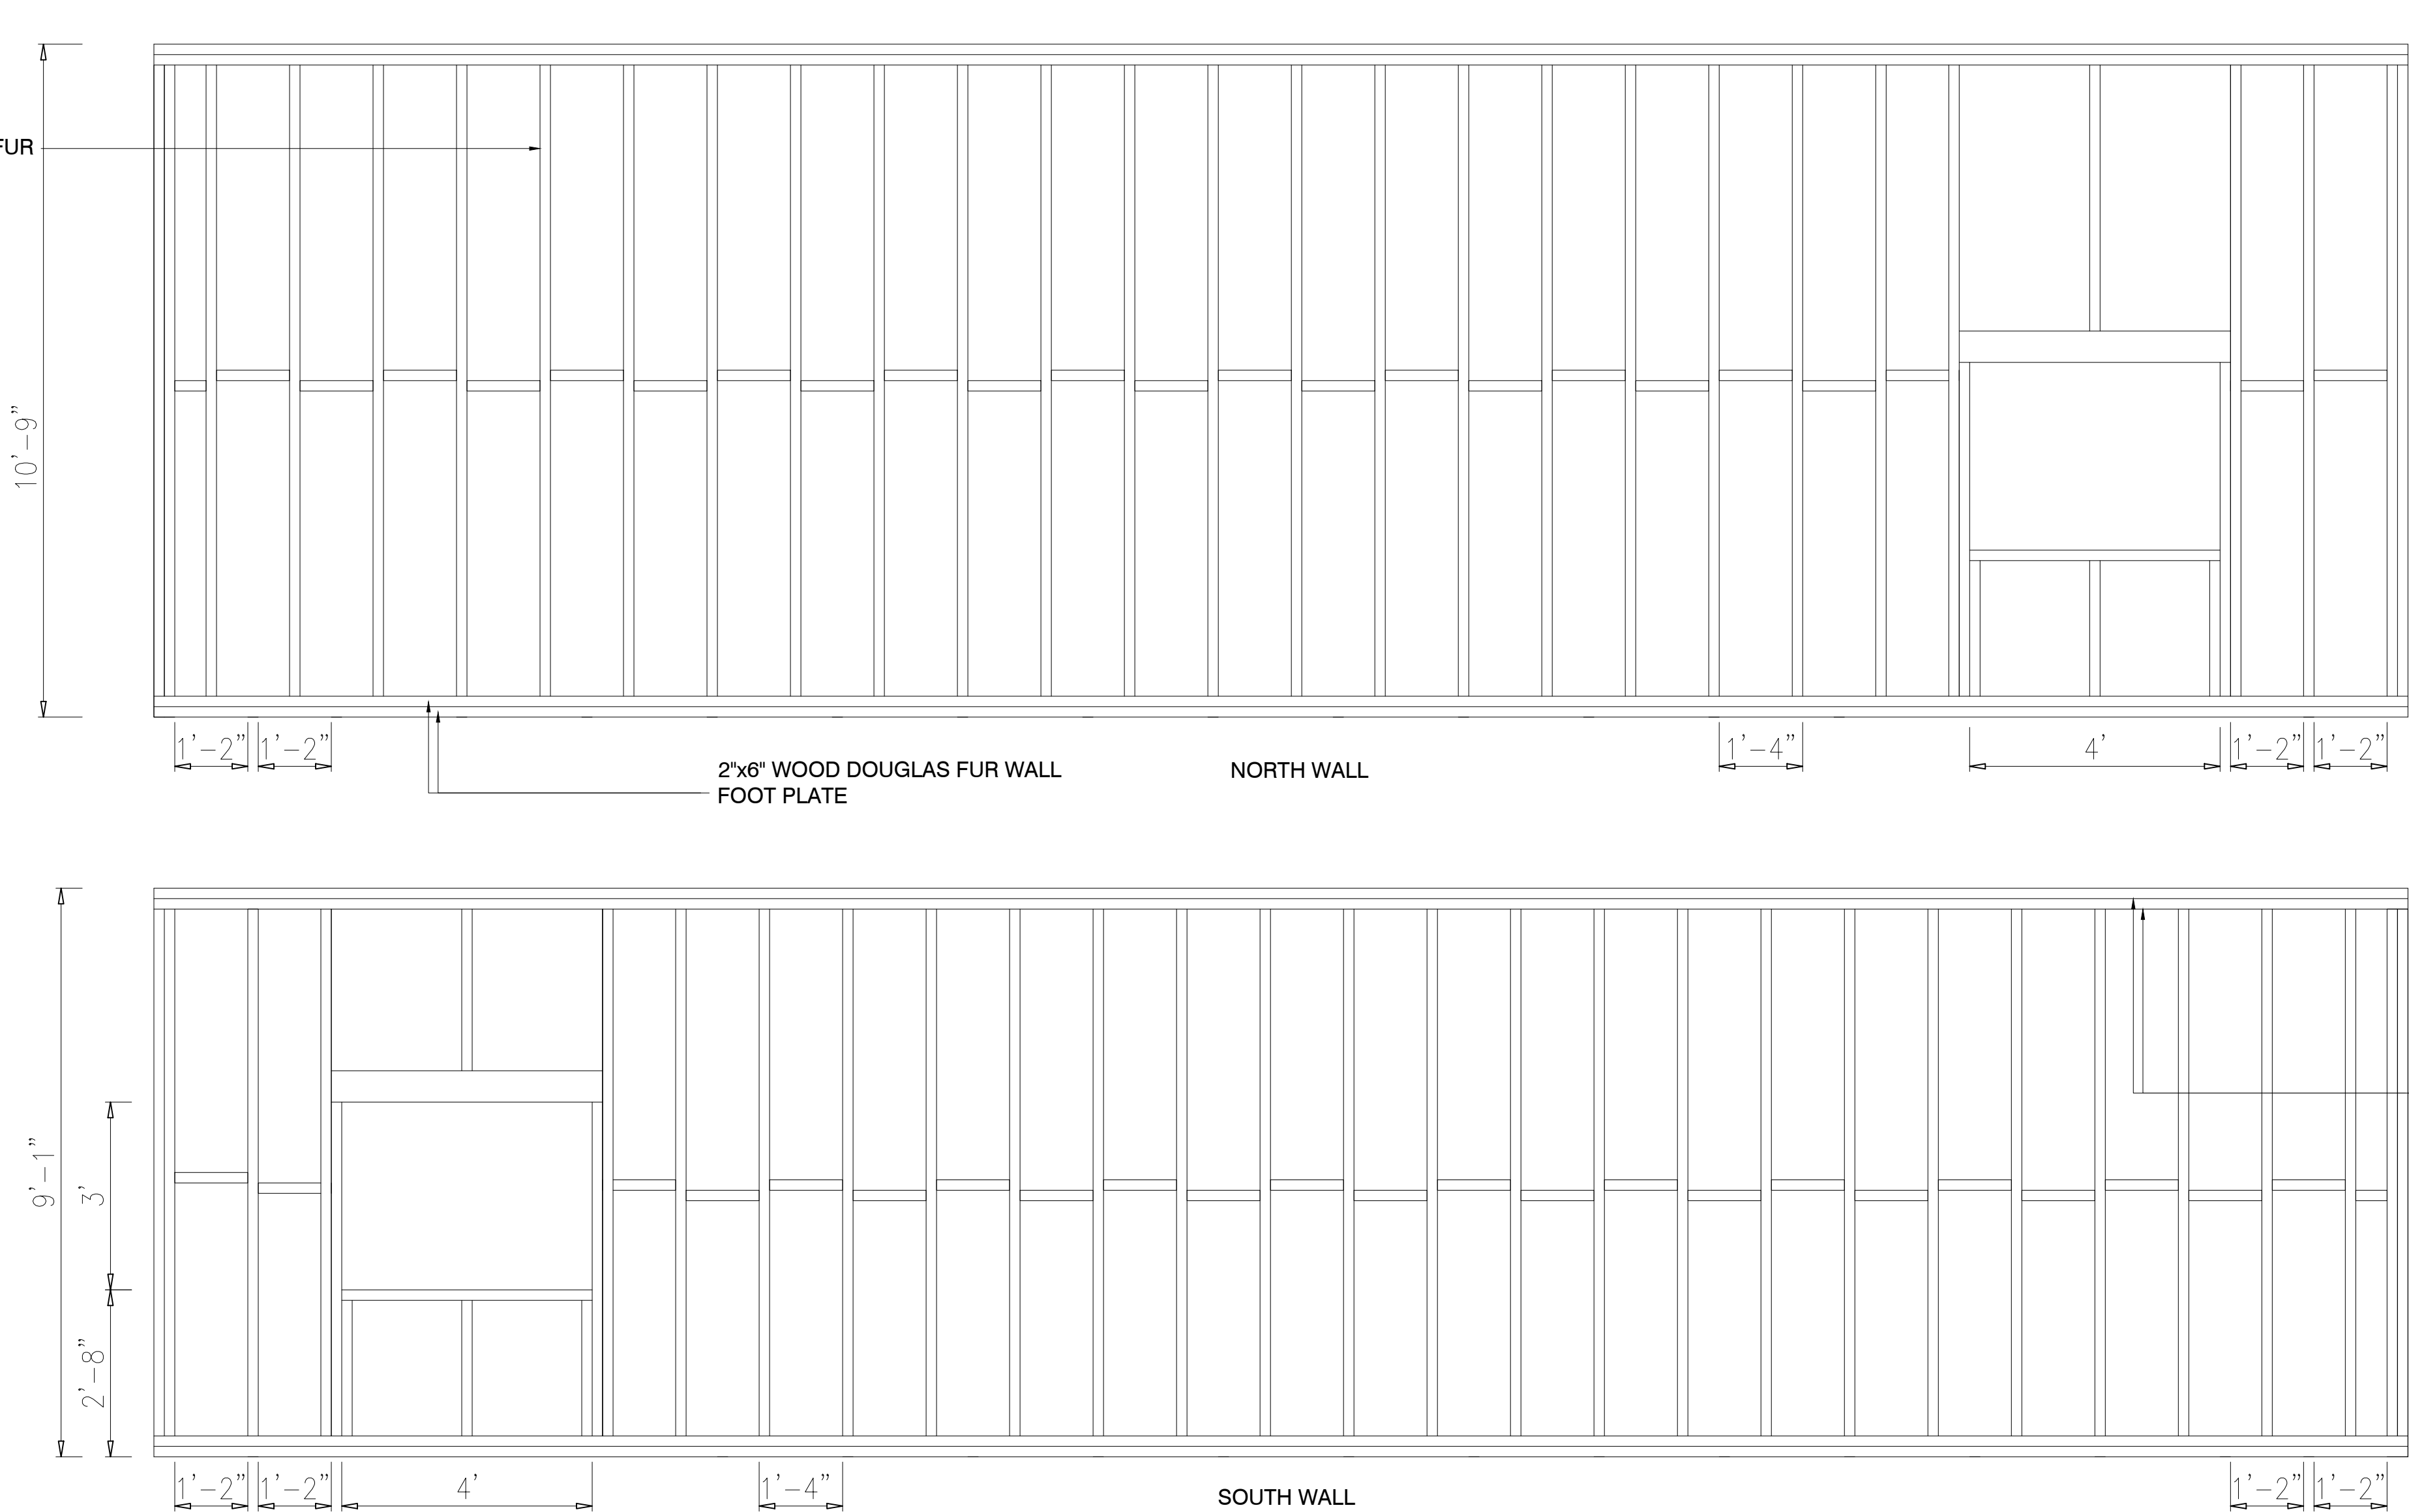 FUR
10'-9"
1'-2" 1'-2" 1'-4" 4' 1'-2" 1'-2"
2"x6" WOOD DOUGLAS FUR WALL
FOOT PLATE
NORTH WALL
9'-1"
3'
2'-8"
1'-2" 1'-2" 4' 1'-4" 1'-2" 1'-2"
SOUTH WALL